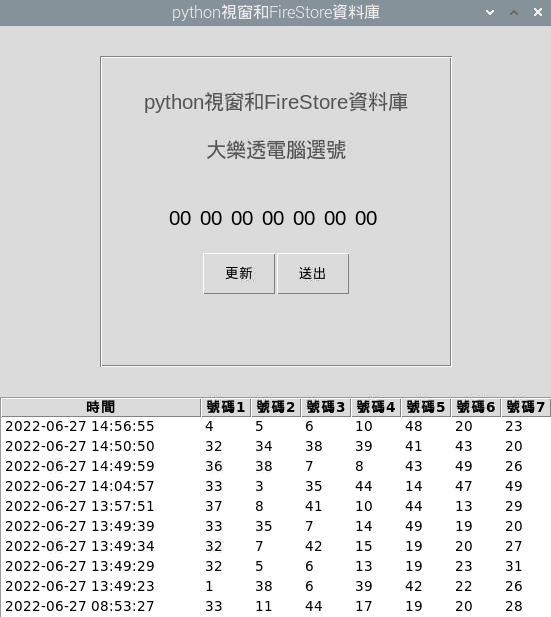 python視窗和FireStore資料庫
python視窗和FireStore資料庫
大樂透電腦選號
00 00 00 00 00 00 00
更新 送出
時間 號碼1 號碼2 號碼3 號碼4 號碼5 號碼6 號碼7
2022-06-27 14:56:55 4 5 6 10 48 20 23
2022-06-27 14:50:50 32 34 38 39 41 43 20
2022-06-27 14:49:59 36 38 7 8 43 49 26
2022-06-27 14:04:57 33 3 35 44 14 47 49
2022-06-27 13:57:51 37 8 41 10 44 13 29
2022-06-27 13:49:39 33 35 7 14 49 19 20
2022-06-27 13:49:34 32 7 42 15 19 20 27
2022-06-27 13:49:29 32 5 6 13 19 23 31
2022-06-27 13:49:23 1 38 6 39 42 22 26
2022-06-27 08:53:27 33 11 44 17 19 20 28